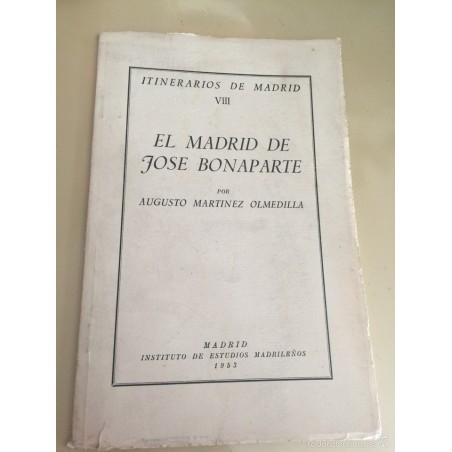 ITINERARIOS DE MADRID
VIII
EL MADRID DE
JOSE BONAPARTE
POR
AUGUSTO MARTINEZ OLMEDILLA
MADRID
INSTITUTO DE ESTUDIOS MADRILEÑOS
1953